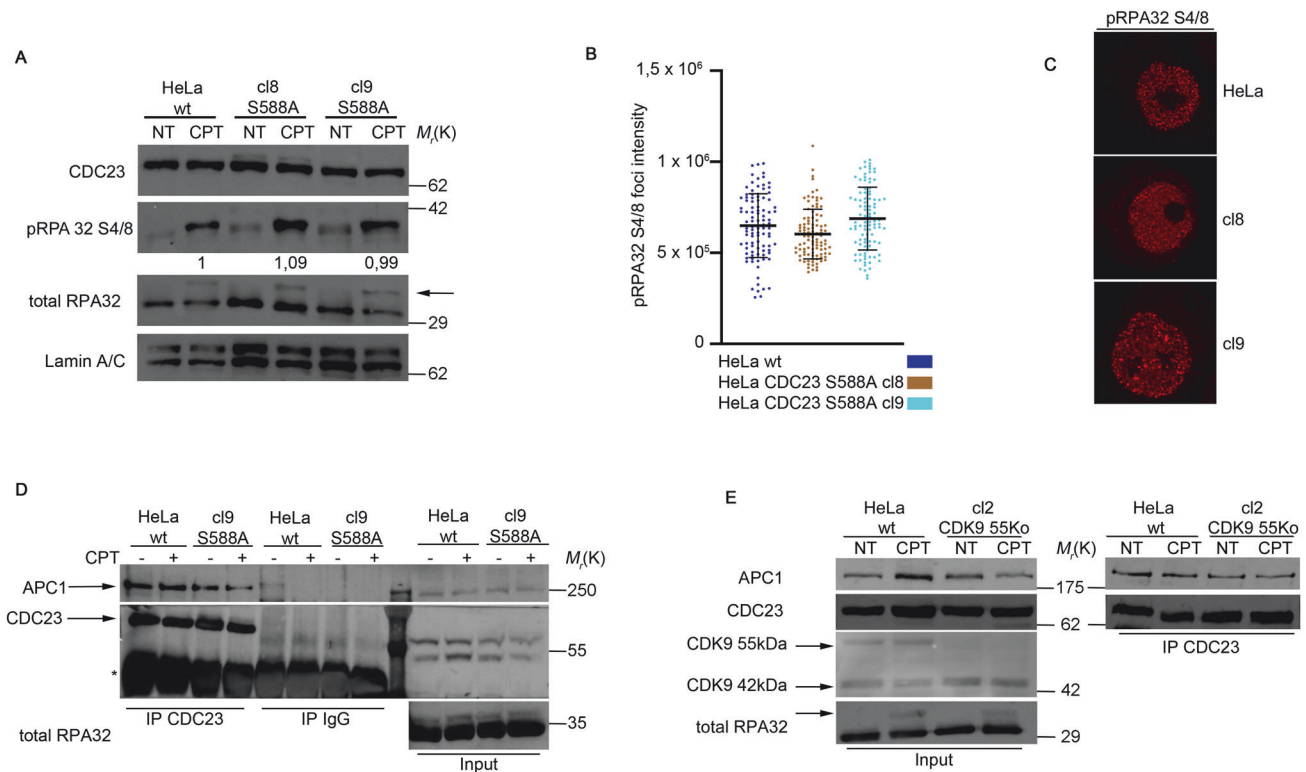 A
HeLa wt
cl8 S588A
cl9 S588A
NT CPT NT CPT NT CPT Mr(K)
CDC23
62
42
pRPA 32 S4/8
1 1,09 0,99
total RPA32
29
Lamin A/C
62
B
pRPA32 S4/8 foci intensity
1,5 x 10⁶
1 x 10⁶
5 x 10⁵
0
HeLa wt
HeLa CDC23 S588A cl8
HeLa CDC23 S588A cl9
C
pRPA32 S4/8
HeLa
cl8
cl9
D
HeLa wt
cl9 S588A
HeLa wt
cl9 S588A
HeLa wt
cl9 S588A
CPT - + - + - + - + - + - + Mr(K)
APC1
250
CDC23
55
*
IP CDC23
IP IgG
35
total RPA32
Input
E
HeLa wt
cl2 CDK9 55Ko
NT CPT NT CPT Mr(K)
APC1
175
CDC23
62
CDK9 55kDa
CDK9 42kDa
42
total RPA32
29
Input
HeLa wt
cl2 CDK9 55Ko
NT CPT NT CPT
IP CDC23